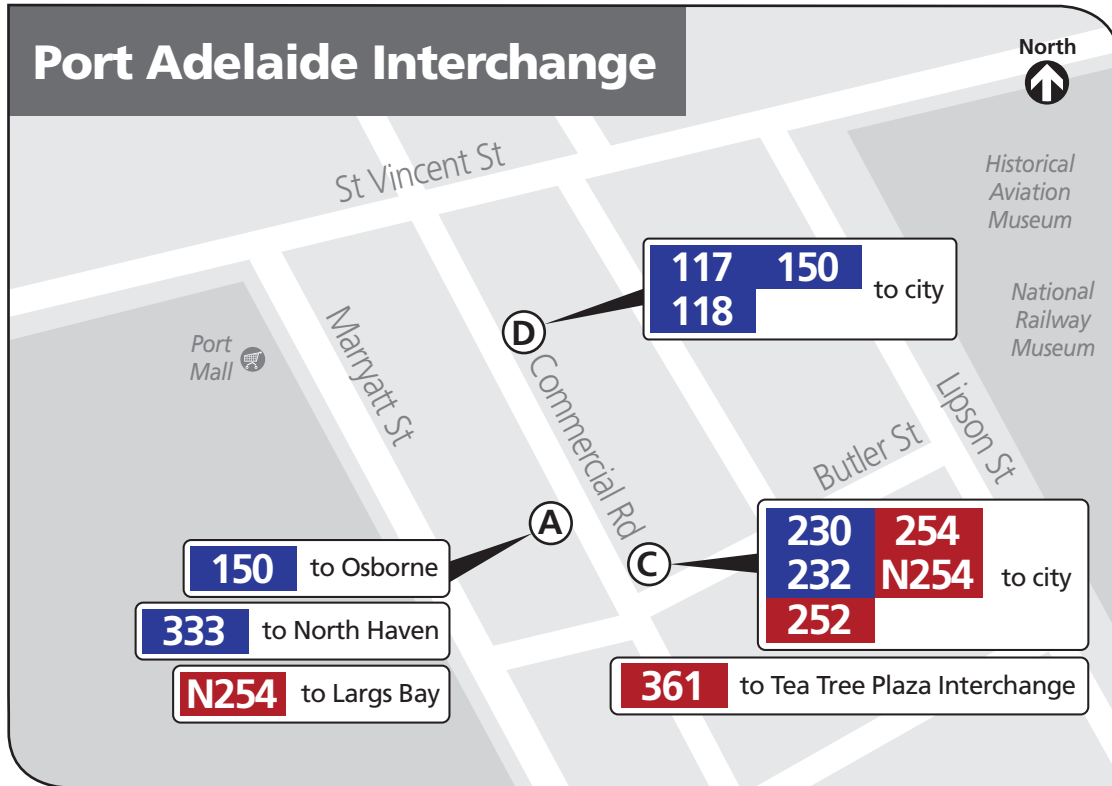 Port Adelaide Interchange
North
St Vincent St
Historical
Aviation
Museum
117 150
118
to city
National
Railway
Museum
D
Port
Mall
Marryatt St
Commercial Rd
Lipson St
Butler St
A
C
150 to Osborne
333 to North Haven
N254 to Largs Bay
230 254
232 N254
252
to city
361 to Tea Tree Plaza Interchange